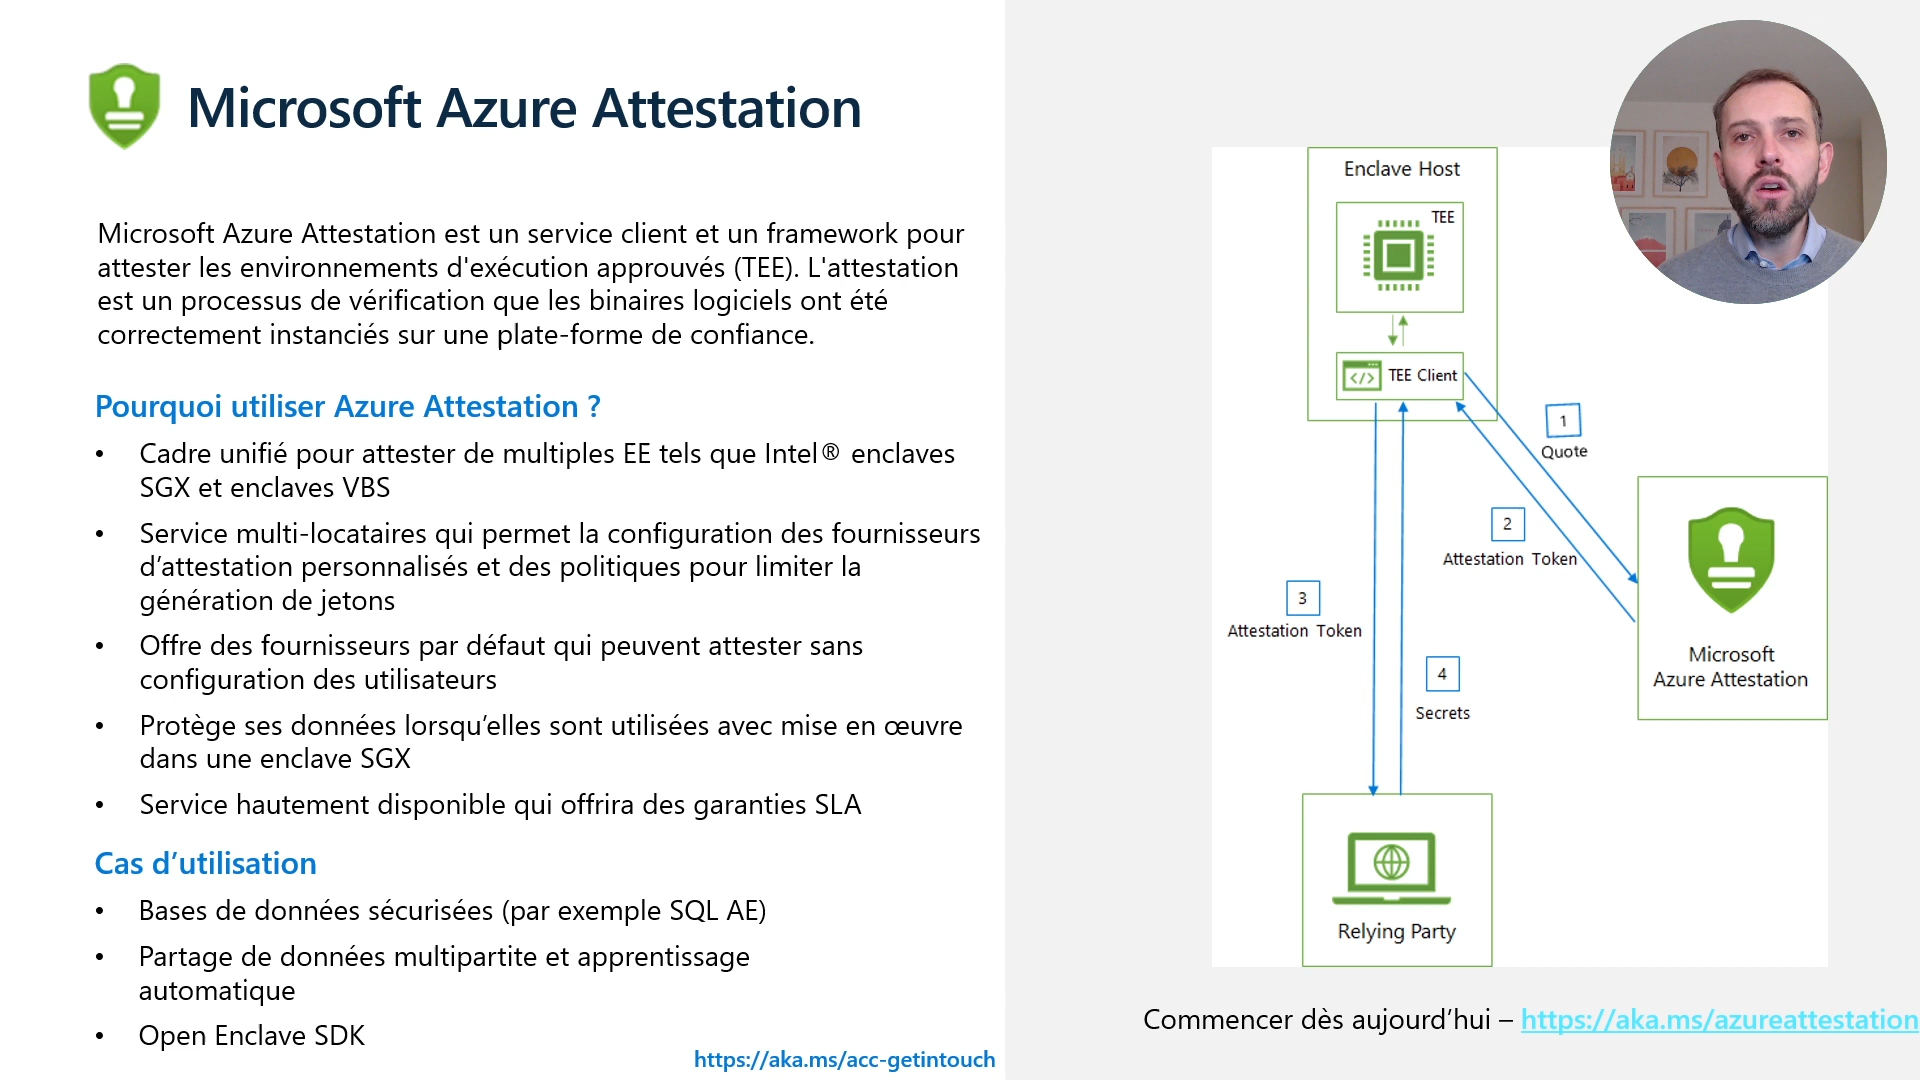 Microsoft Azure Attestation
Microsoft Azure Attestation est un service client et un framework pour
attester les environnements d'exécution approuvés (TEE). L'attestation
est un processus de vérification que les binaires logiciels ont été
correctement instanciés sur une plate-forme de confiance.
Pourquoi utiliser Azure Attestation ?
• Cadre unifié pour attester de multiples EE tels que Intel® enclaves
SGX et enclaves VBS
• Service multi-locataires qui permet la configuration des fournisseurs
d’attestation personnalisés et des politiques pour limiter la
génération de jetons
• Offre des fournisseurs par défaut qui peuvent attester sans
configuration des utilisateurs
• Protège ses données lorsqu’elles sont utilisées avec mise en œuvre
dans une enclave SGX
• Service hautement disponible qui offrira des garanties SLA
Cas d’utilisation
• Bases de données sécurisées (par exemple SQL AE)
• Partage de données multipartite et apprentissage
automatique
• Open Enclave SDK
https://aka.ms/acc-getintouch
Enclave Host
TEE
</> TEE Client
1
Quote
2
Attestation Token
3
Attestation Token
4
Secrets
Microsoft
Azure Attestation
Relying Party
Commencer dès aujourd’hui – https://aka.ms/azureattestation